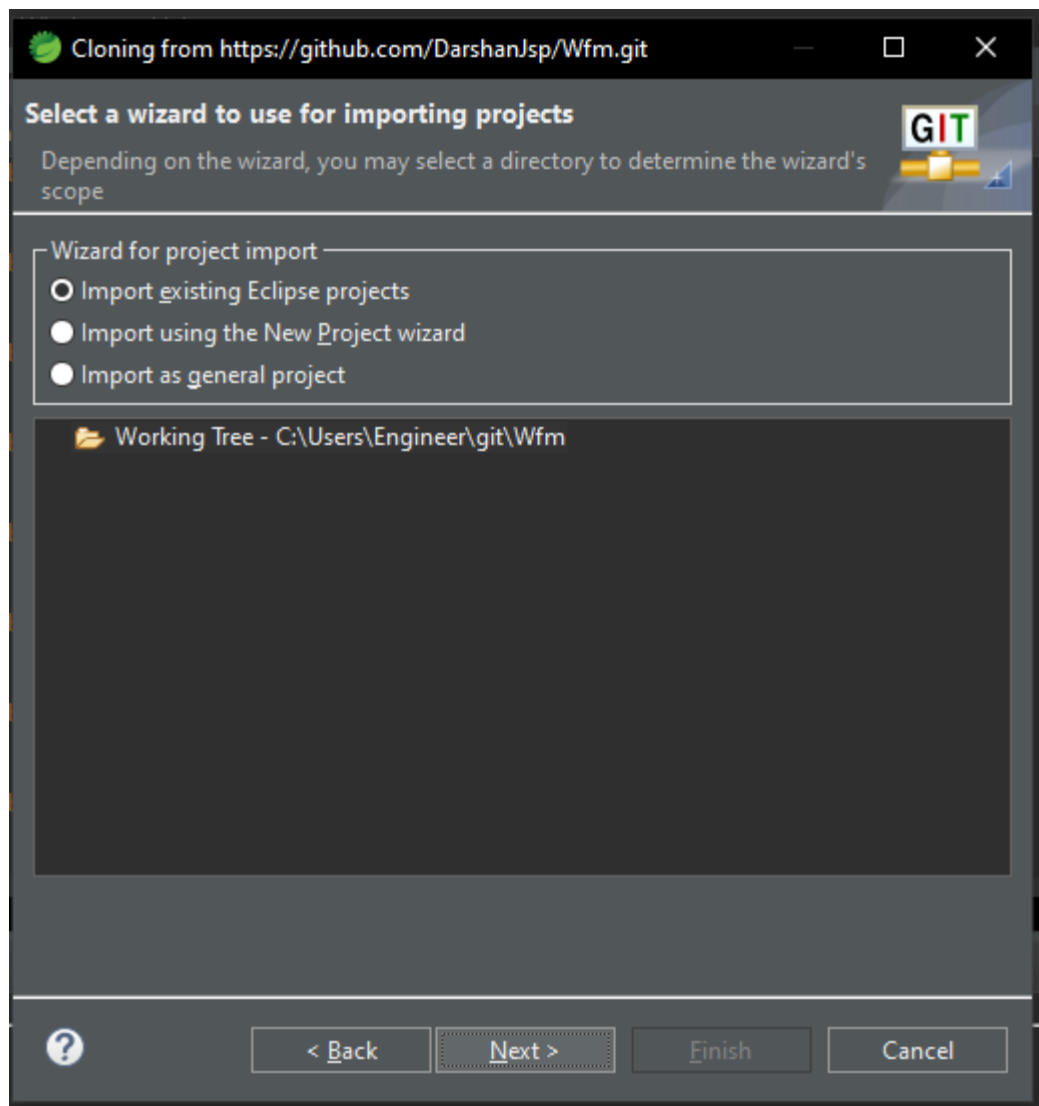 Cloning from https://github.com/DarshanJsp/Wfm.git
Select a wizard to use for importing projects
GIT
Depending on the wizard, you may select a directory to determine the wizard's
scope
Wizard for project import
Import existing Eclipse projects
Import using the New Project wizard
Import as general project
Working Tree - C:\Users\Engineer\git\Wfm
?
< Back
Next >
Finish
Cancel